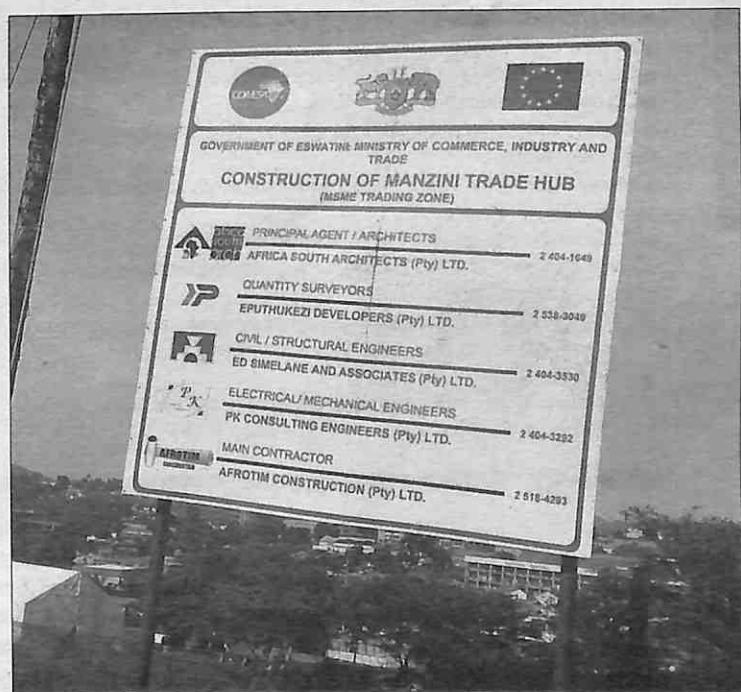 COMESA
GOVERNMENT OF ESWATINI: MINISTRY OF COMMERCE, INDUSTRY AND
TRADE
CONSTRUCTION OF MANZINI TRADE HUB
(MSME TRADING ZONE)
PRINCIPAL AGENT / ARCHITECTS
AFRICA SOUTH ARCHITECTS (Pty) LTD.
2 404-1649
QUANTITY SURVEYORS
EPUTHUKEZI DEVELOPERS (Pty) LTD.
2 538-3049
CIVIL / STRUCTURAL ENGINEERS
ED SIMELANE AND ASSOCIATES (Pty) LTD.
2 404-3530
PK
ELECTRICAL/ MECHANICAL ENGINEERS
PK CONSULTING ENGINEERS (Pty) LTD.
2 404-3292
AFROTIM
CONSTRUCTION
MAIN CONTRACTOR
AFROTIM CONSTRUCTION (Pty) LTD.
2 518-4293